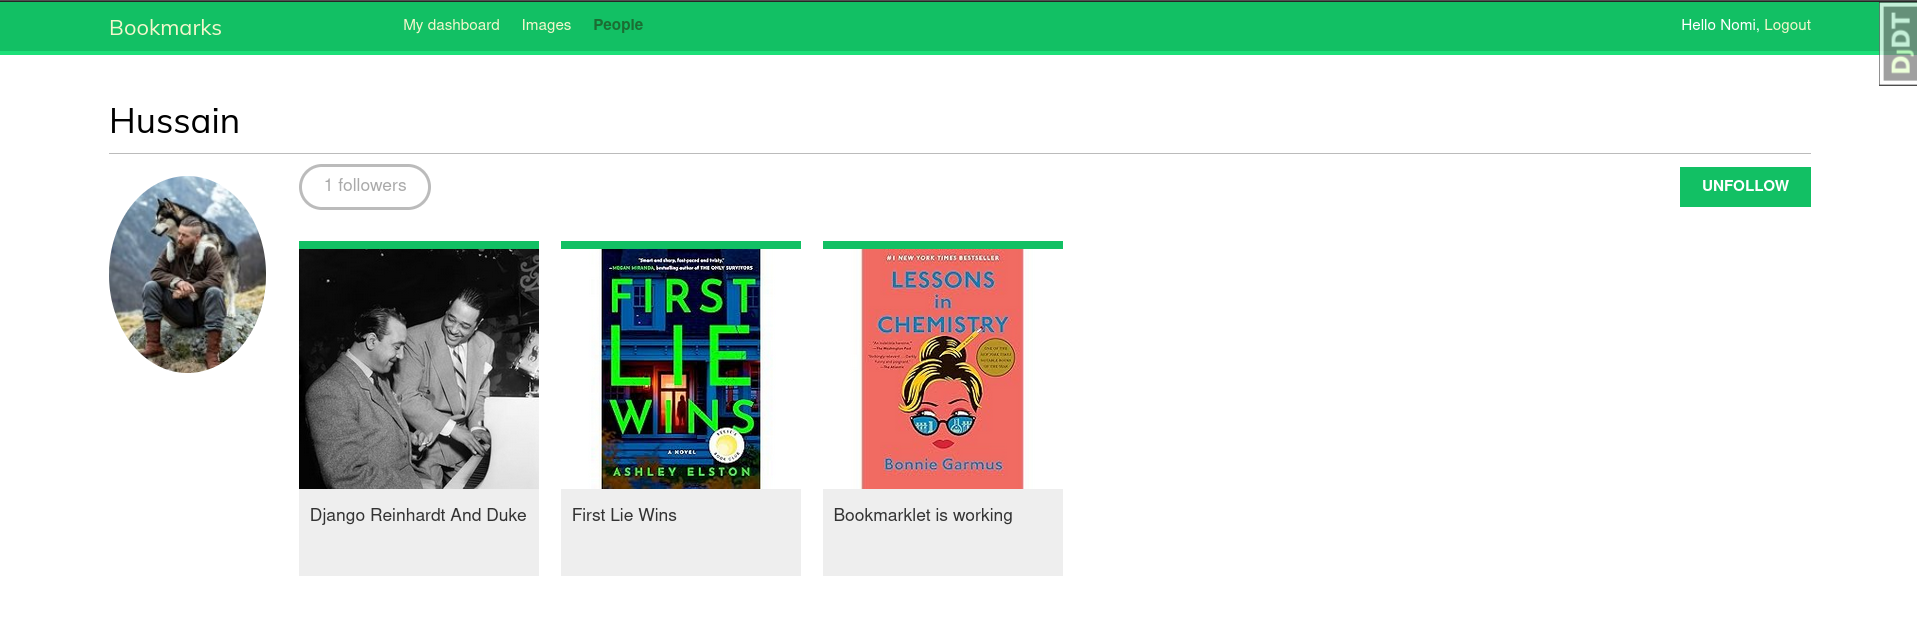 Bookmarks
My dashboard Images People
Hello Nomi, Logout
DjDT
Hussain
1 followers
UNFOLLOW
"Smart and sharp, fast-paced and twisty."
—MEGAN MIRANDA, bestselling author of THE ONLY SURVIVORS
FIRST
LIE
WINS
A NOVEL
ASHLEY ELSTON
#1 NEW YORK TIMES BESTSELLER
LESSONS
in
CHEMISTRY
Bonnie Garmus
Django Reinhardt And Duke
First Lie Wins
Bookmarklet is working